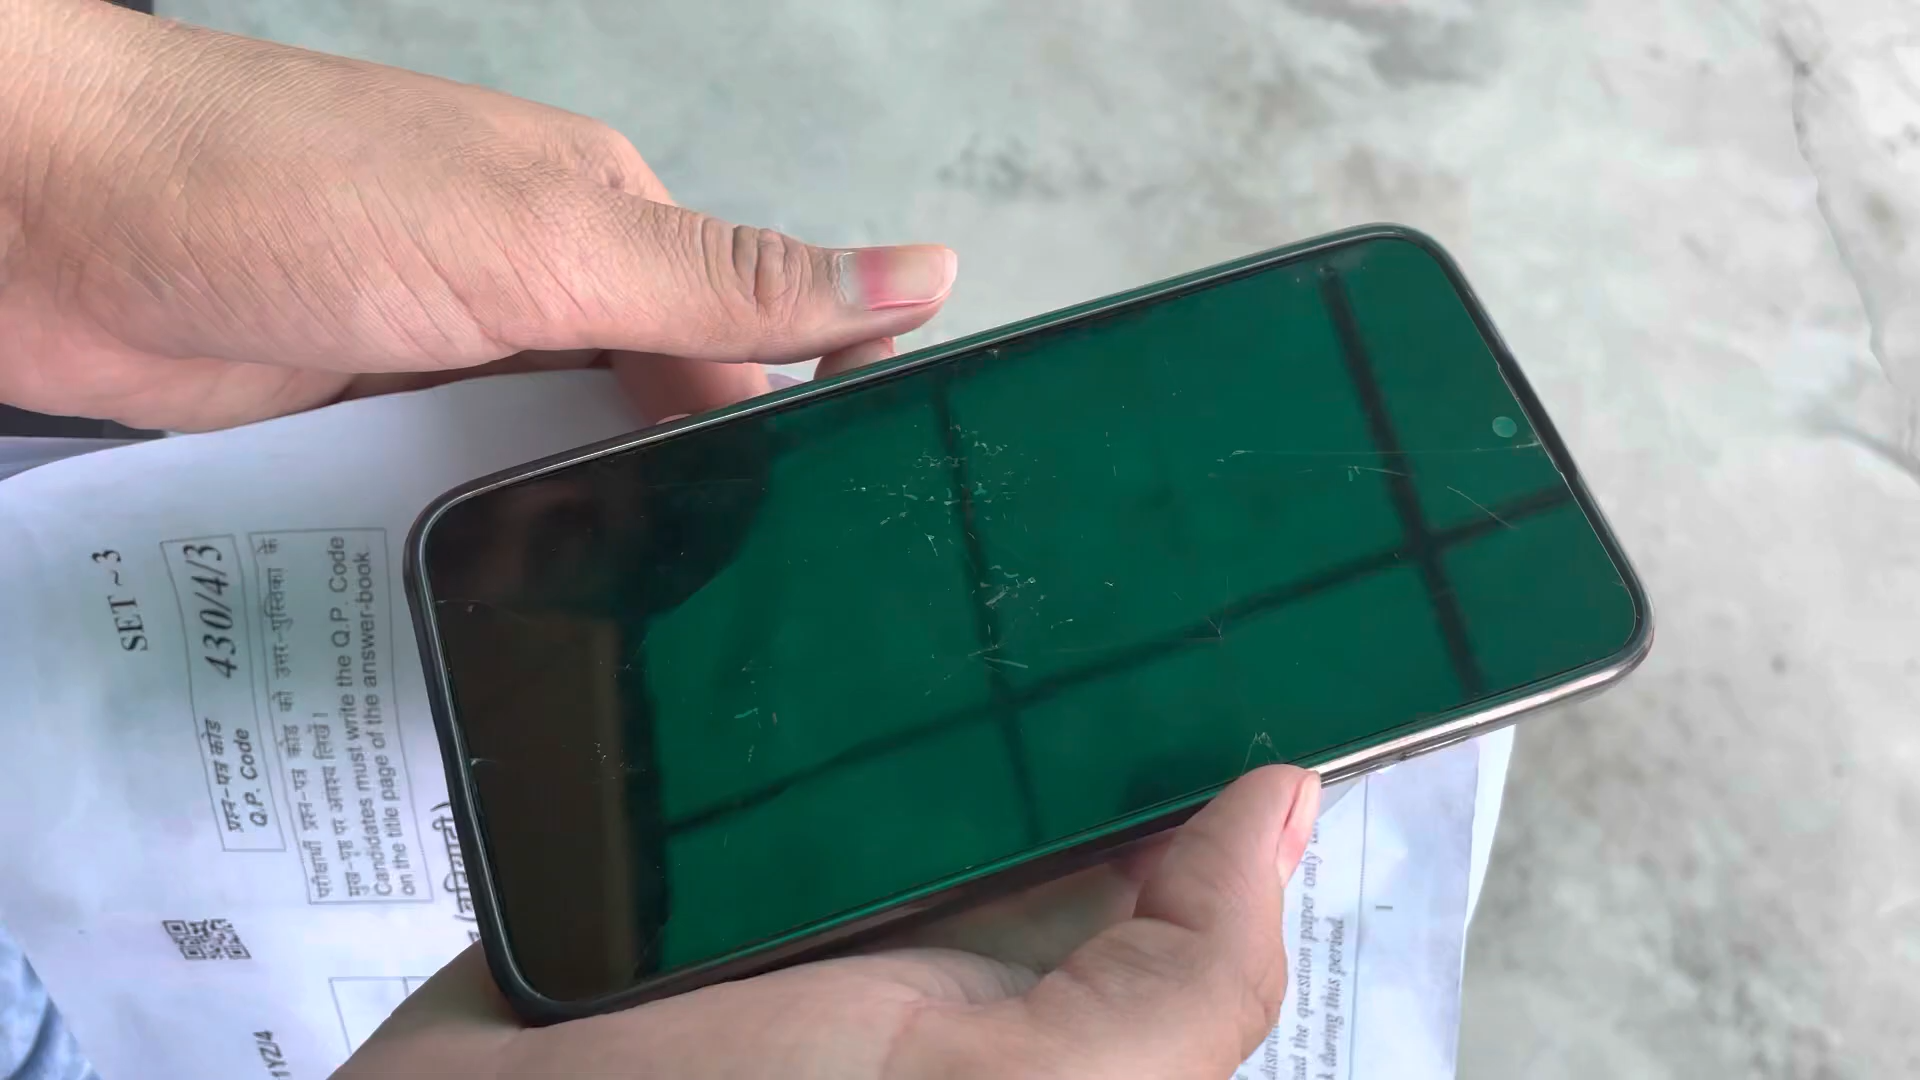 SET ~ 3
प्रश्न-पत्र कोड
Q.P. Code
430/4/3
परीक्षार्थी प्रश्न-पत्र कोड को उत्तर-पुस्तिका के
मुख-पृष्ठ पर अवश्य लिखें।
Candidates must write the Q.P. Code
on the title page of the answer-book
the question paper only
during this period.